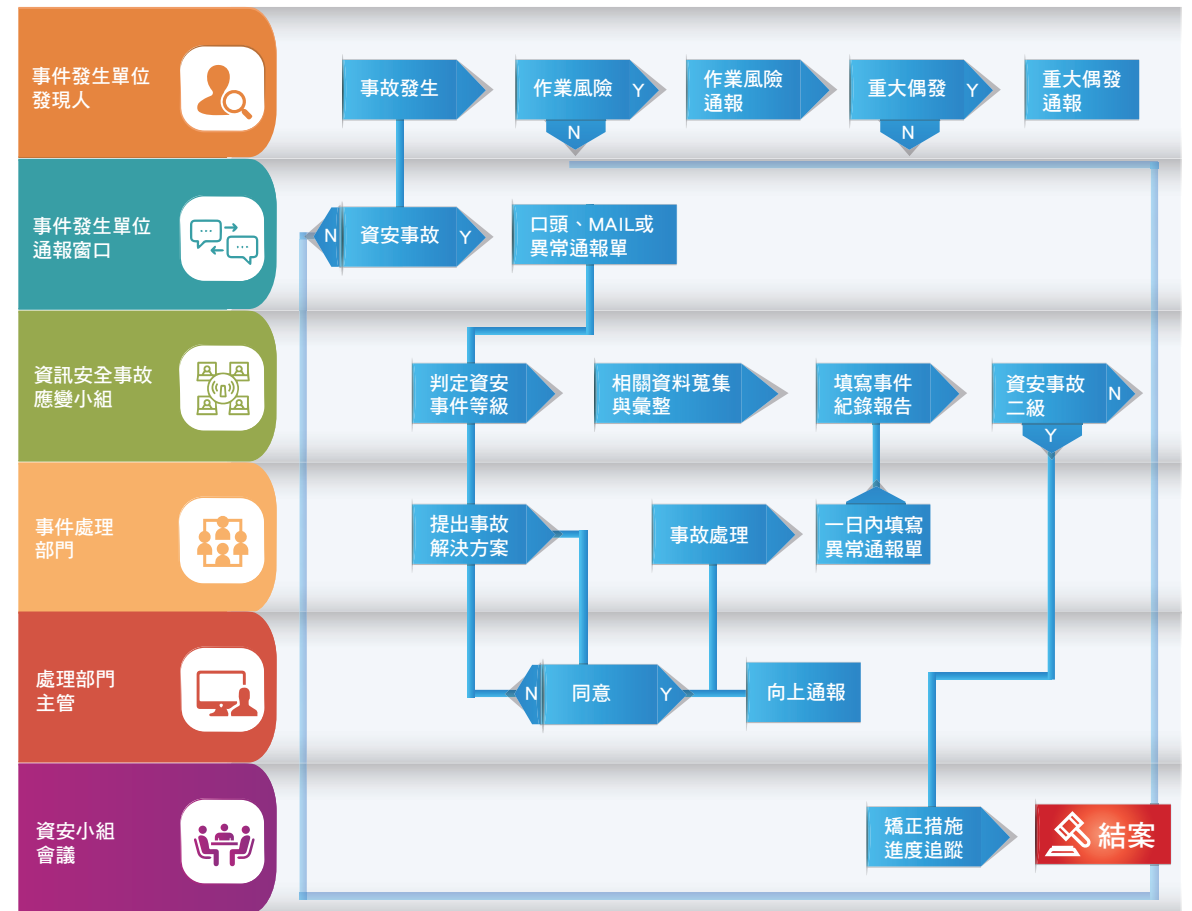 事件發生單位
發現人
事故發生
作業風險
Y
N
作業風險
通報
重大偶發
Y
N
重大偶發
通報
事件發生單位
通報窗口
N
資安事故
Y
口頭、MAIL或
異常通報單
資訊安全事故
應變小組
判定資安
事件等級
相關資料蒐集
與彙整
填寫事件
紀錄報告
資安事故
二級
N
Y
事件處理
部門
提出事故
解決方案
事故處理
一日內填寫
異常通報單
處理部門
主管
N
同意
Y
向上通報
資安小組
會議
矯正措施
進度追蹤
結案